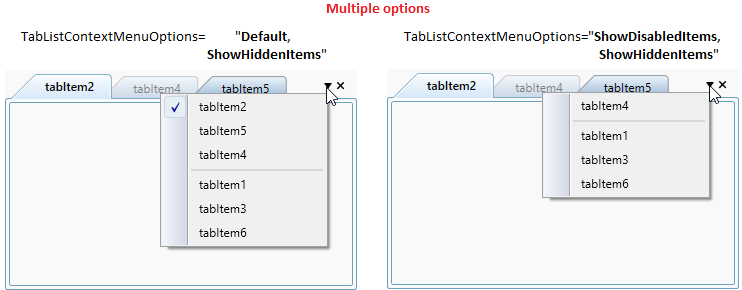 Multiple options
TabListContextMenuOptions= "Default,
ShowHiddenItems"
tabItem2 tabItem4 tabItem5
tabItem2
tabItem5
tabItem4
tabItem1
tabItem3
tabItem6
TabListContextMenuOptions="ShowDisabledItems,
ShowHiddenItems"
tabItem2 tabItem4 tabItem5
tabItem4
tabItem1
tabItem3
tabItem6